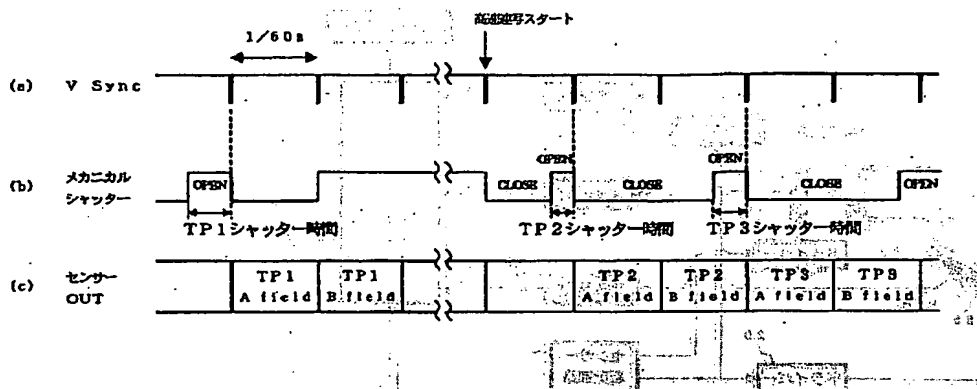 高速連写スタート
1/60s
(a) V Sync
(b) メカニカル シャッター
OPEN
OPEN
OPEN
CLOSE
CLOSE
CLOSE
OPEN
TP1シャッター時間
TP2シャッター時間
TP3シャッター時間
(c) センサー OUT
TP1 A field
TP1 B field
TP2 A field
TP2 B field
TP3 A field
TP3 B field